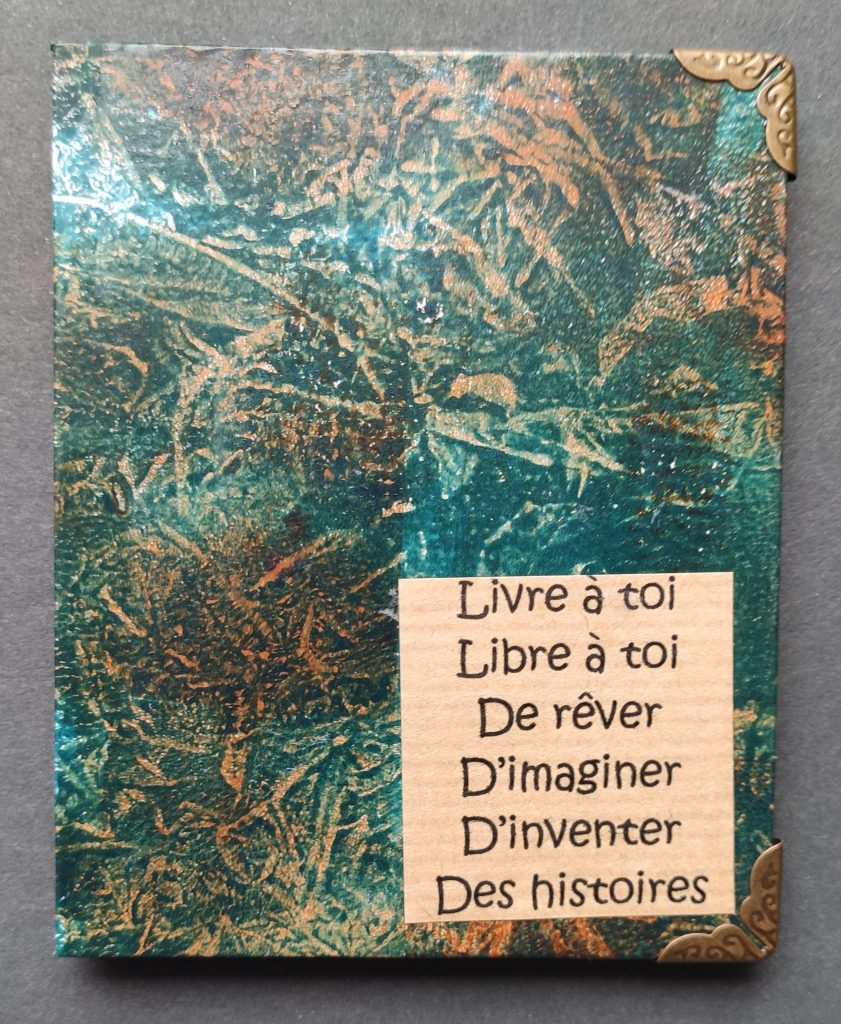 Livre à toi
Libre à toi
De rêver
D'imaginer
D'inventer
Des histoires